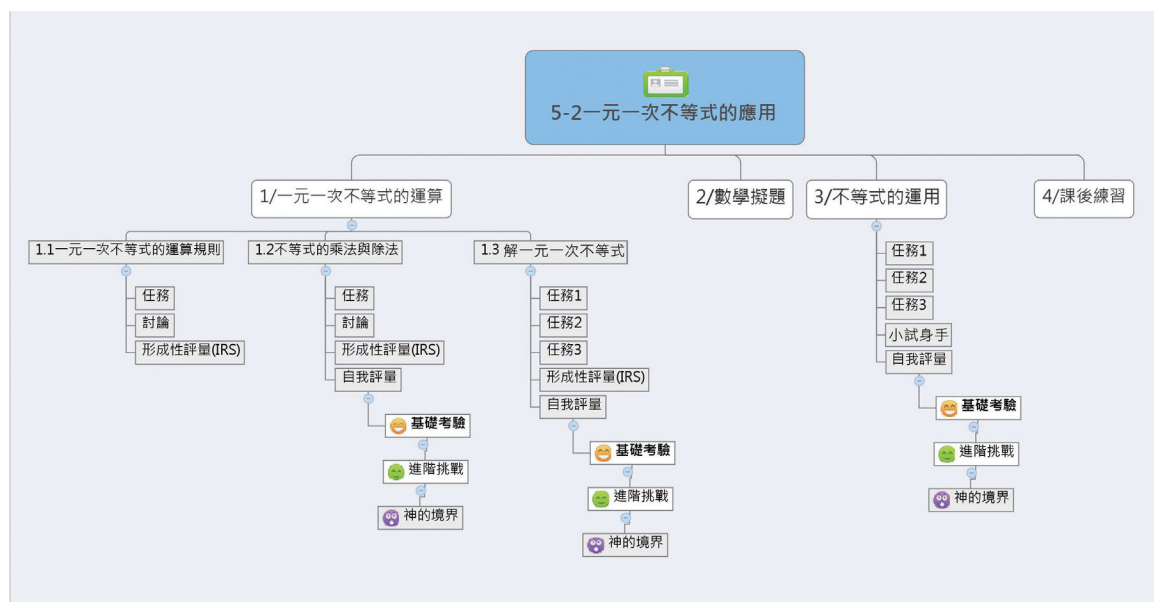 5-2一元一次不等式的應用
1/一元一次不等式的運算
2/數學擬題
3/不等式的運用
4/課後練習
1.1一元一次不等式的運算規則
任務
討論
形成性評量(IRS)
1.2不等式的乘法與除法
任務
討論
形成性評量(IRS)
自我評量
基礎考驗
進階挑戰
神的境界
1.3 解一元一次不等式
任務1
任務2
任務3
形成性評量(IRS)
自我評量
基礎考驗
進階挑戰
神的境界
任務1
任務2
任務3
小試身手
自我評量
基礎考驗
進階挑戰
神的境界